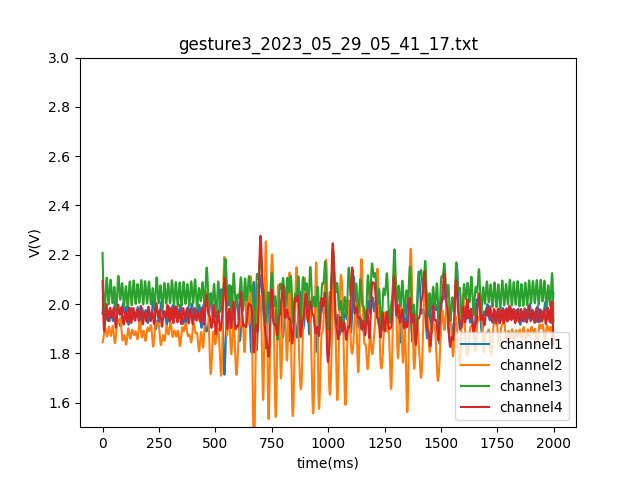 gesture3_2023_05_29_05_41_17.txt
3.0
2.8
2.6
2.4
2.2
2.0
1.8
1.6
V(V)
channel1
channel2
channel3
channel4
0 250 500 750 1000 1250 1500 1750 2000
time(ms)